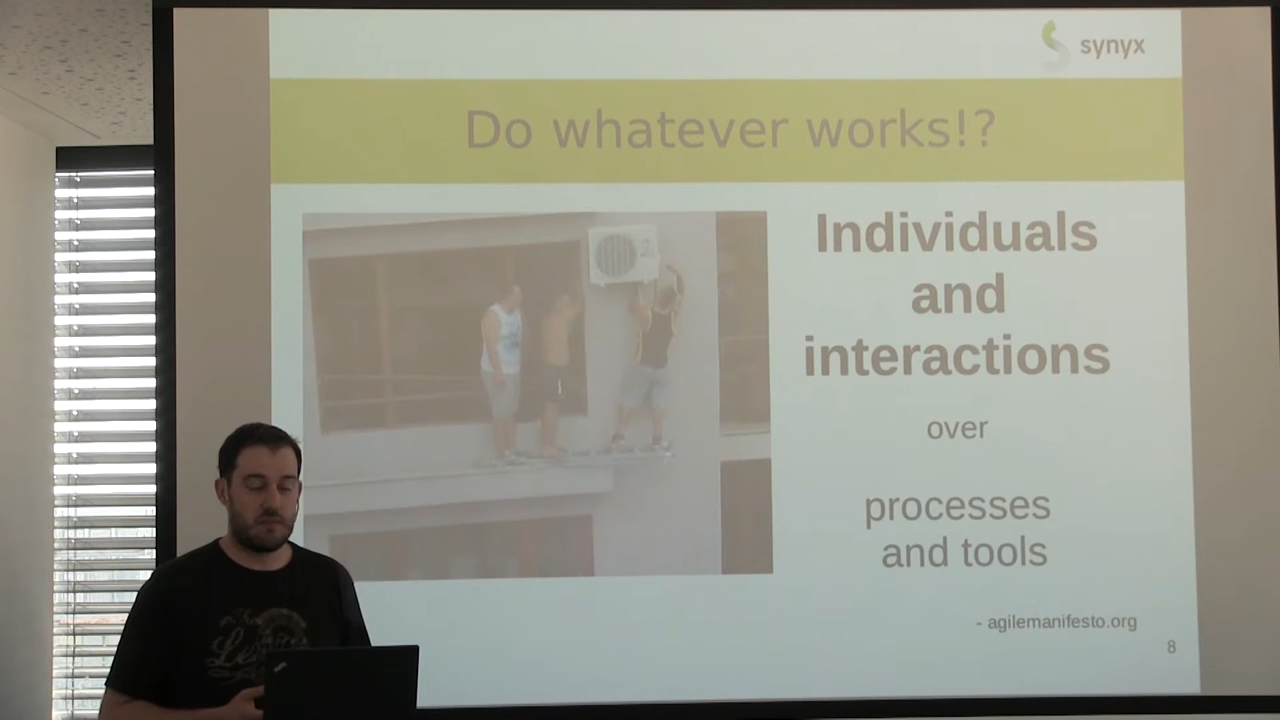 synyx
Do whatever works!?
Individuals
and
interactions
over
processes
and tools
- agilemanifesto.org
8